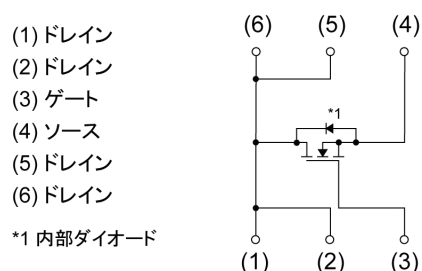 (1) ドレイン
(2) ドレイン
(3) ゲート
(4) ソース
(5) ドレイン
(6) ドレイン
*1 内部ダイオード
(6) (5) (4)
*1
(1) (2) (3)